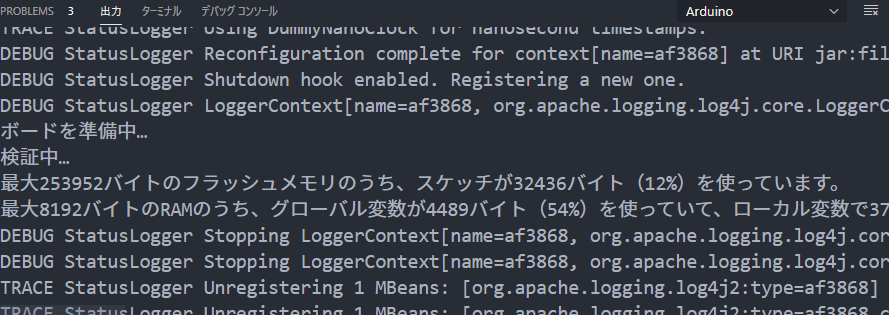 PROBLEMS 3 出力 ターミナル デバッグ コンソール Arduino
TRACE StatusLogger Using DummyNanoClock for nanosecond timestamps.
DEBUG StatusLogger Reconfiguration complete for context[name=af3868] at URI jar:fil
DEBUG StatusLogger Shutdown hook enabled. Registering a new one.
DEBUG StatusLogger LoggerContext[name=af3868, org.apache.logging.log4j.core.LoggerC
ボードを準備中…
検証中…
最大253952バイトのフラッシュメモリのうち、スケッチが32436バイト（12%）を使っています。
最大8192バイトのRAMのうち、グローバル変数が4489バイト（54%）を使っていて、ローカル変数で37
DEBUG StatusLogger Stopping LoggerContext[name=af3868, org.apache.logging.log4j.cor
DEBUG StatusLogger Stopping LoggerContext[name=af3868, org.apache.logging.log4j.cor
TRACE StatusLogger Unregistering 1 MBeans: [org.apache.logging.log4j2:type=af3868]
TRACE StatusLogger Unregistering 1 MBeans: [org.apache.logging.log4j2:type=af3868,c